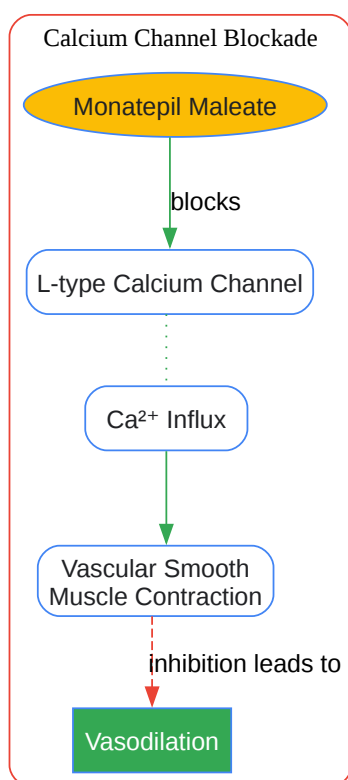 Calcium Channel Blockade
Monatepil Maleate
blocks
L-type Calcium Channel
Ca²⁺ Influx
Vascular Smooth
Muscle Contraction
inhibition leads to
Vasodilation